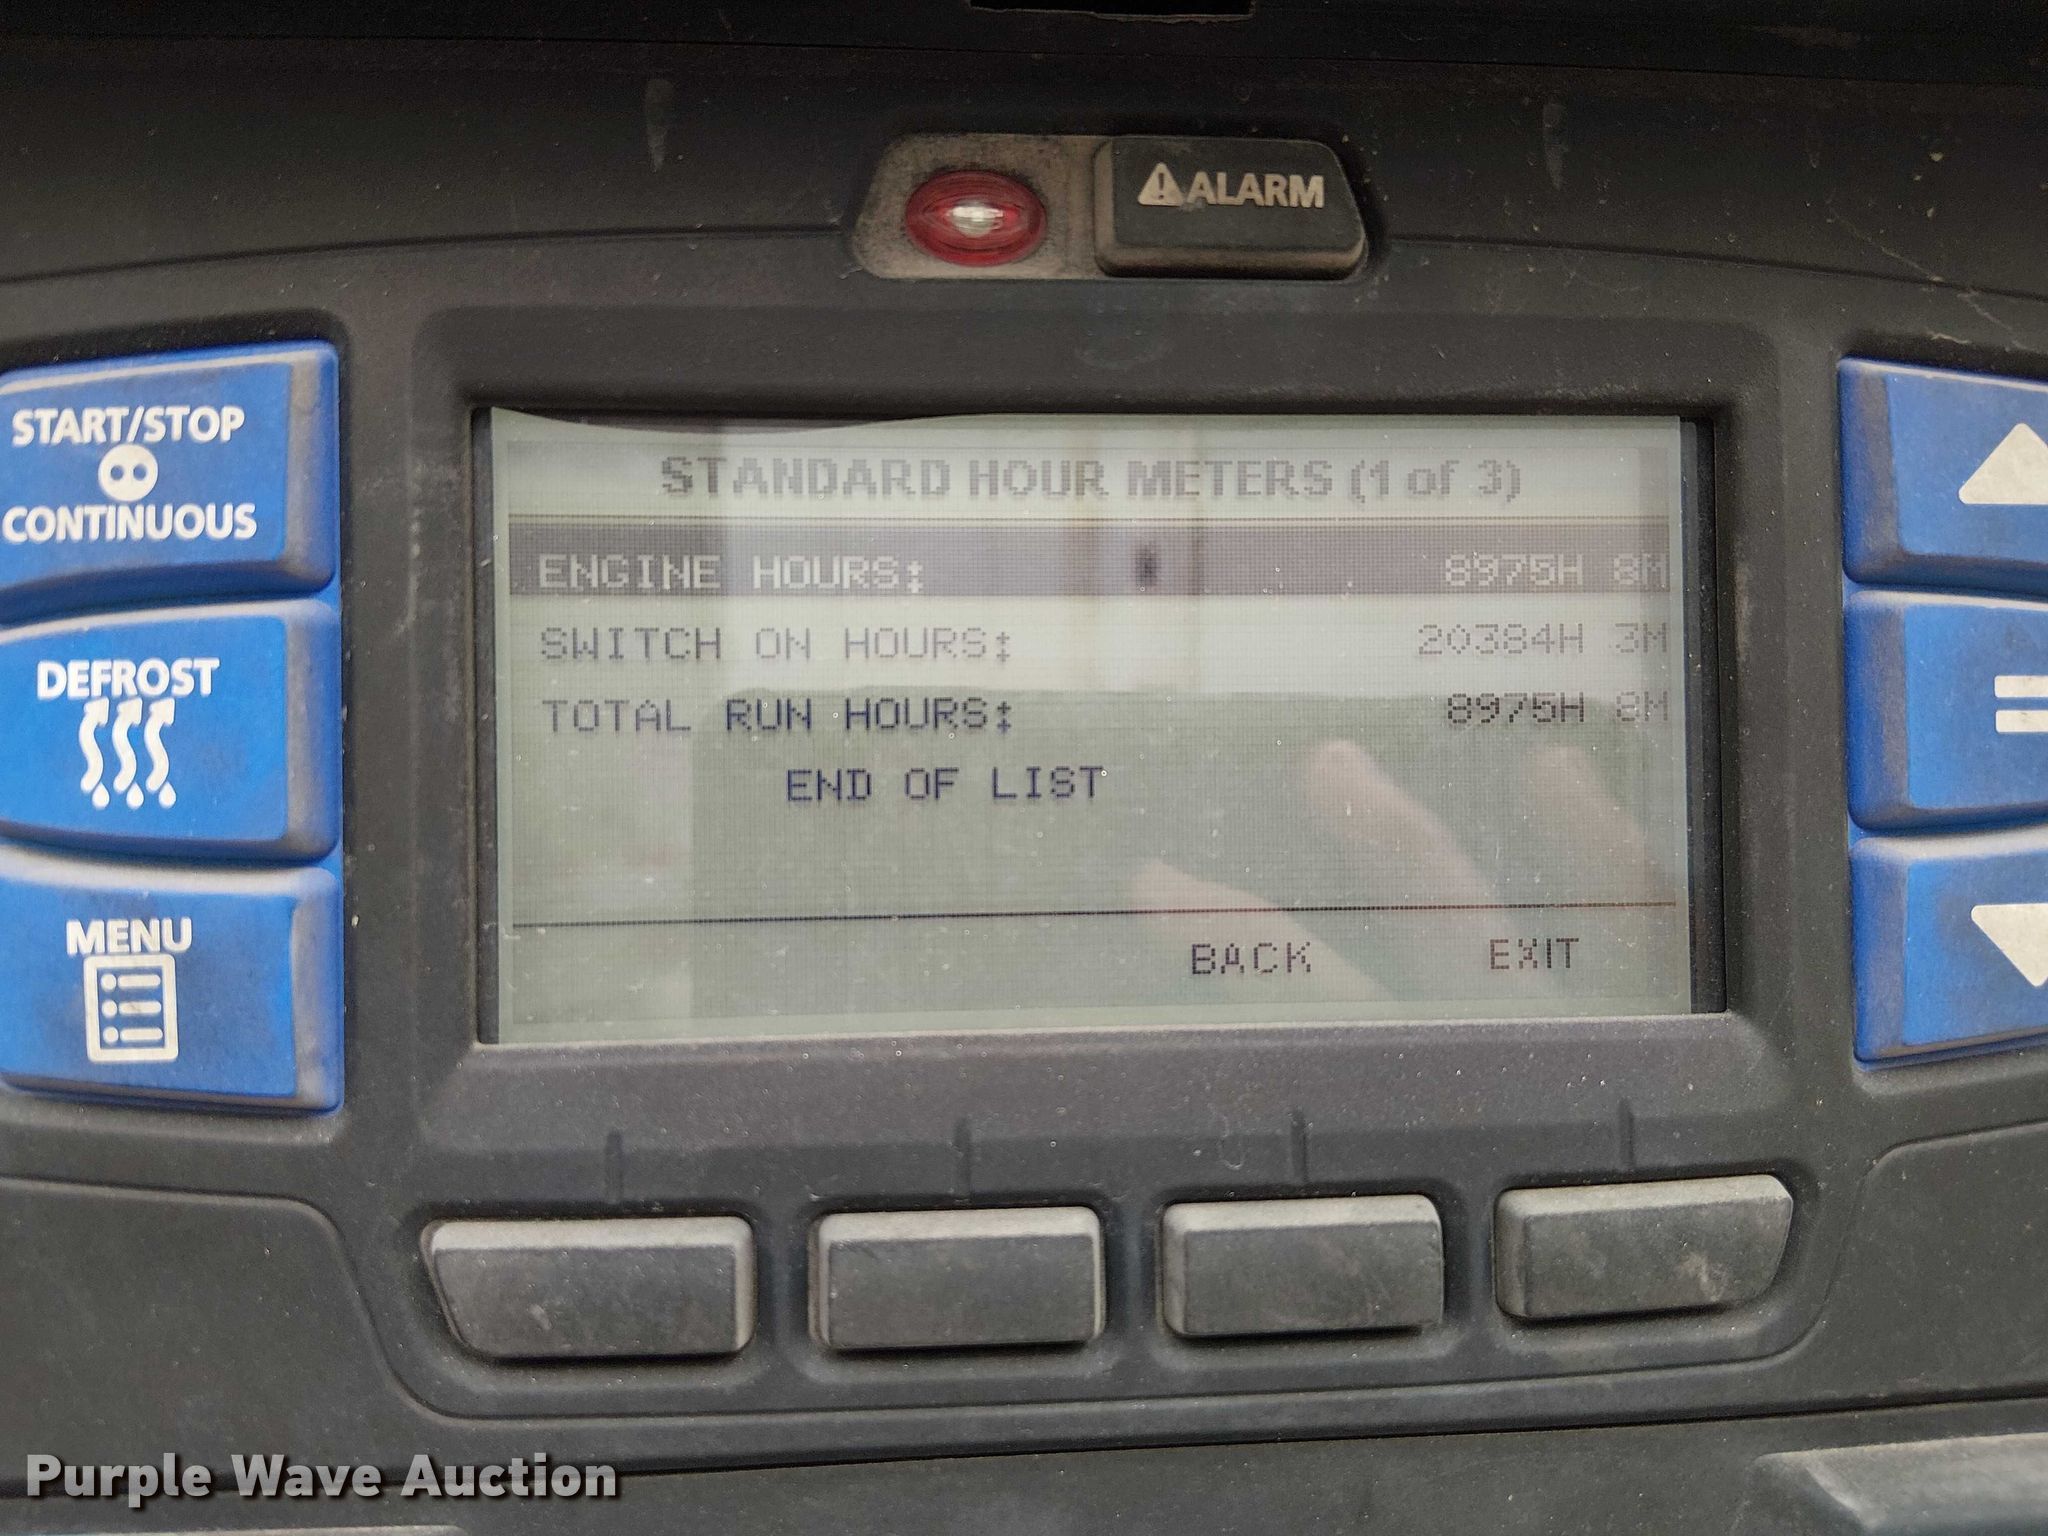 ALARM
START/STOP
CONTINUOUS
DEFROST
MENU
STANDARD HOUR METERS (1 of 3)
ENGINE HOURS: 8975H 8M
SWITCH ON HOURS: 20384H 3M
TOTAL RUN HOURS: 8975H 8M
END OF LIST
BACK EXIT
=
Purple Wave Auction